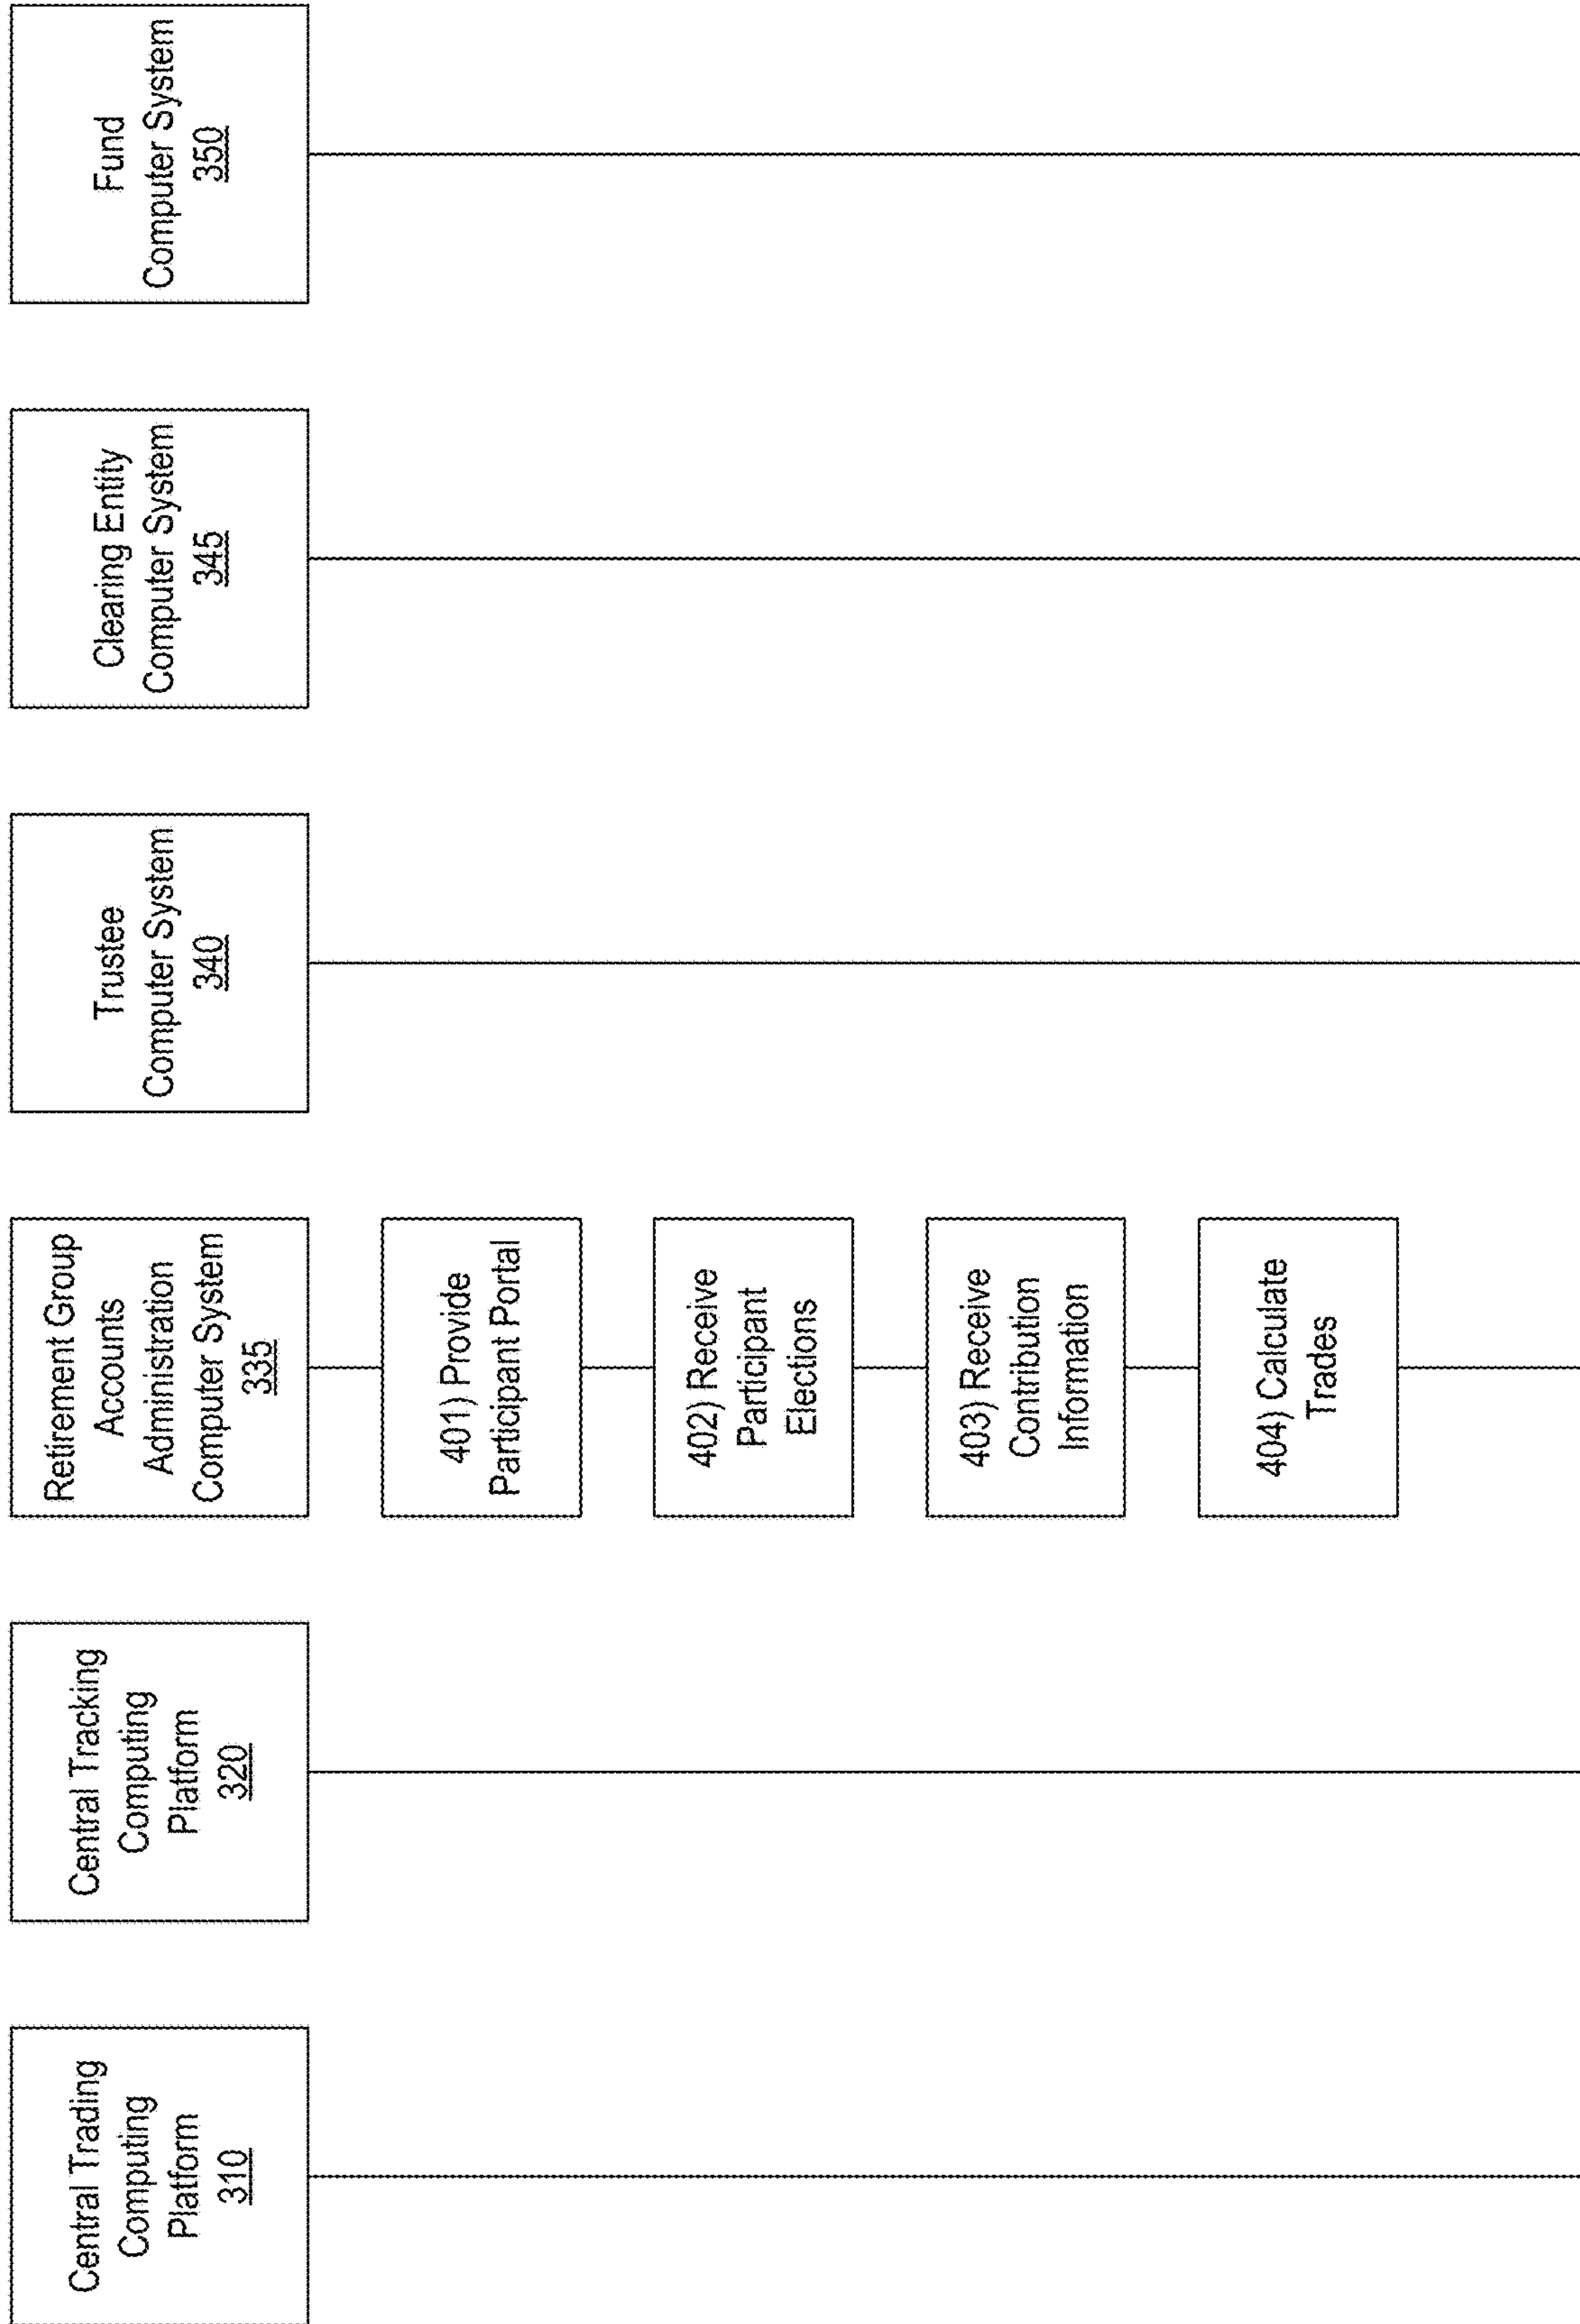 Central Trading
Computing
Platform
310
Central Tracking
Computing
Platform
320
Retirement Group
Accounts
Administration
Computer System
335
Trustee
Computer System
340
Clearing Entity
Computer System
345
Fund
Computer System
350
401) Provide
Participant Portal
402) Receive
Participant
Elections
403) Receive
Contribution
Information
404) Calculate
Trades